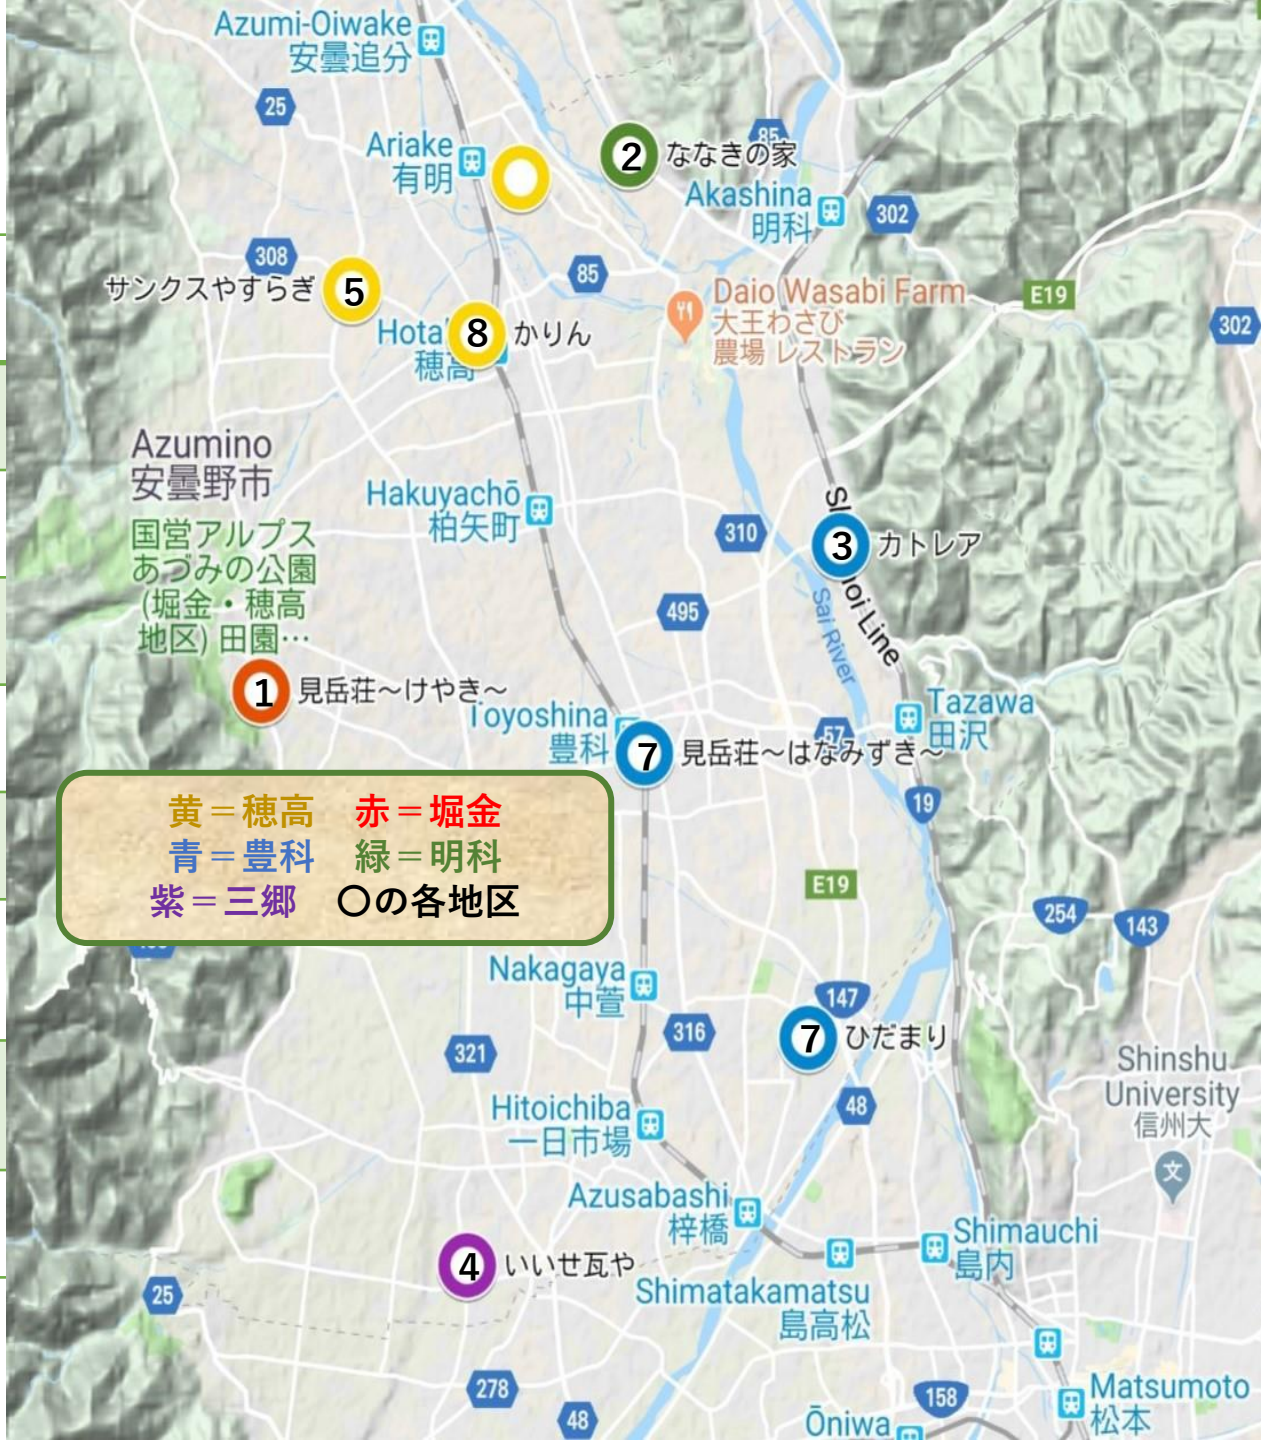 Azumi-Oiwake
安曇追分
25
Ariake
有明
2 ななきの家
85
Akashina
明科
302
308
サンクスやすらぎ 5
85
Daio Wasabi Farm
大王わさび
農場 レストラン
E19
302
8 かりん
穂高
Azumino
安曇野市
Hakuyachō
柏矢町
国営アルプス
あづみの公園
(堀金・穂高
地区) 田園…
310
3 カトレア
495
Sai River
oi Line
1 見岳荘～けやき～
Toyoshina
豊科
Tazawa
田沢
57
7 見岳荘～はなみずき～
19
黄＝穂高 赤＝堀金
青＝豊科 緑＝明科
紫＝三郷 〇の各地区
E19
254
143
Nakagaya
中萱
147
316
7 ひだまり
321
Shinshu
University
信州大
48
Hitoichiba
一日市場
文
Azusabashi
梓橋
Shimauchi
島内
4 いいせ瓦や
Shimatakamatsu
島高松
25
278
48
158
Matsumoto
松本
Ōniwa